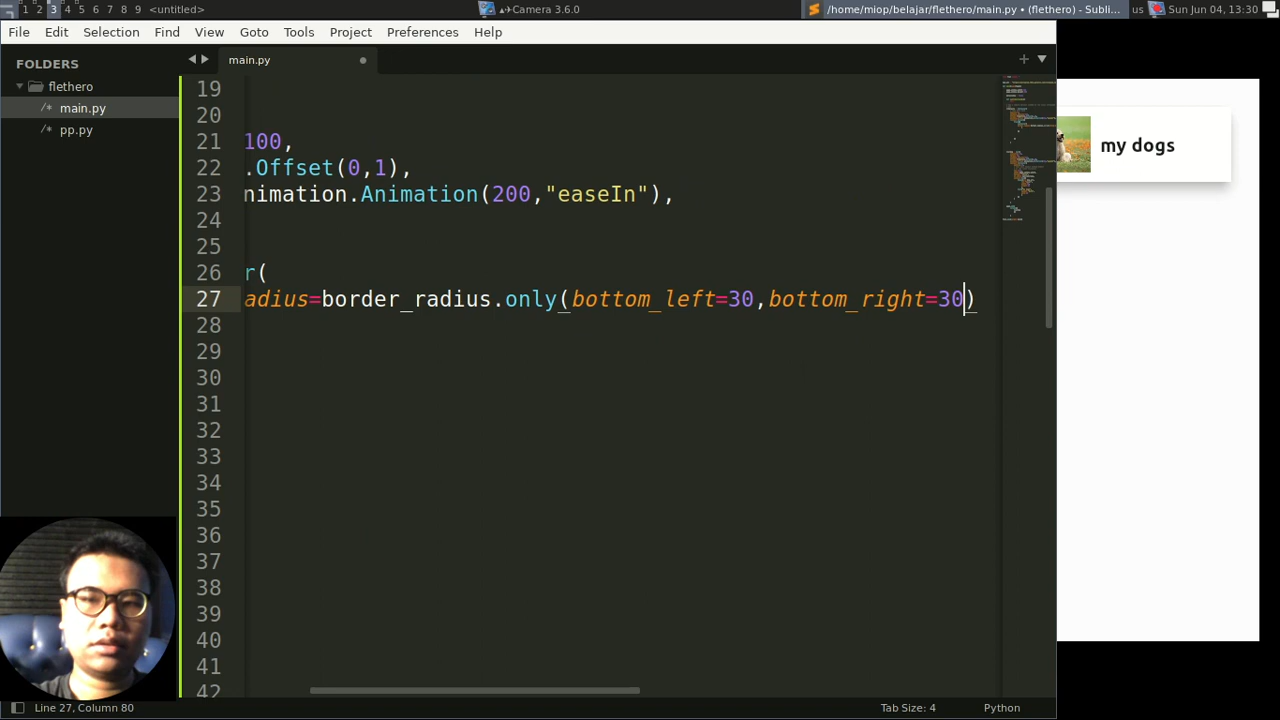 1 2 3 4 5 6 7 8 9 <untitled>
Camera 3.6.0
/home/miop/belajar/flethero/main.py • (flethero) - Subli...
us
Sun Jun 04, 13:30
File Edit Selection Find View Goto Tools Project Preferences Help
FOLDERS
flethero
/* main.py
/* pp.py
main.py
19
20
21 100,
22 .Offset(0,1),
23 nimation.Animation(200,"easeIn"),
24
25
26 r(
27 adius=border_radius.only(bottom_left=30,bottom_right=30)
28
29
30
31
32
33
34
35
36
37
38
39
40
41
42
my dogs
Line 27, Column 80
Tab Size: 4
Python